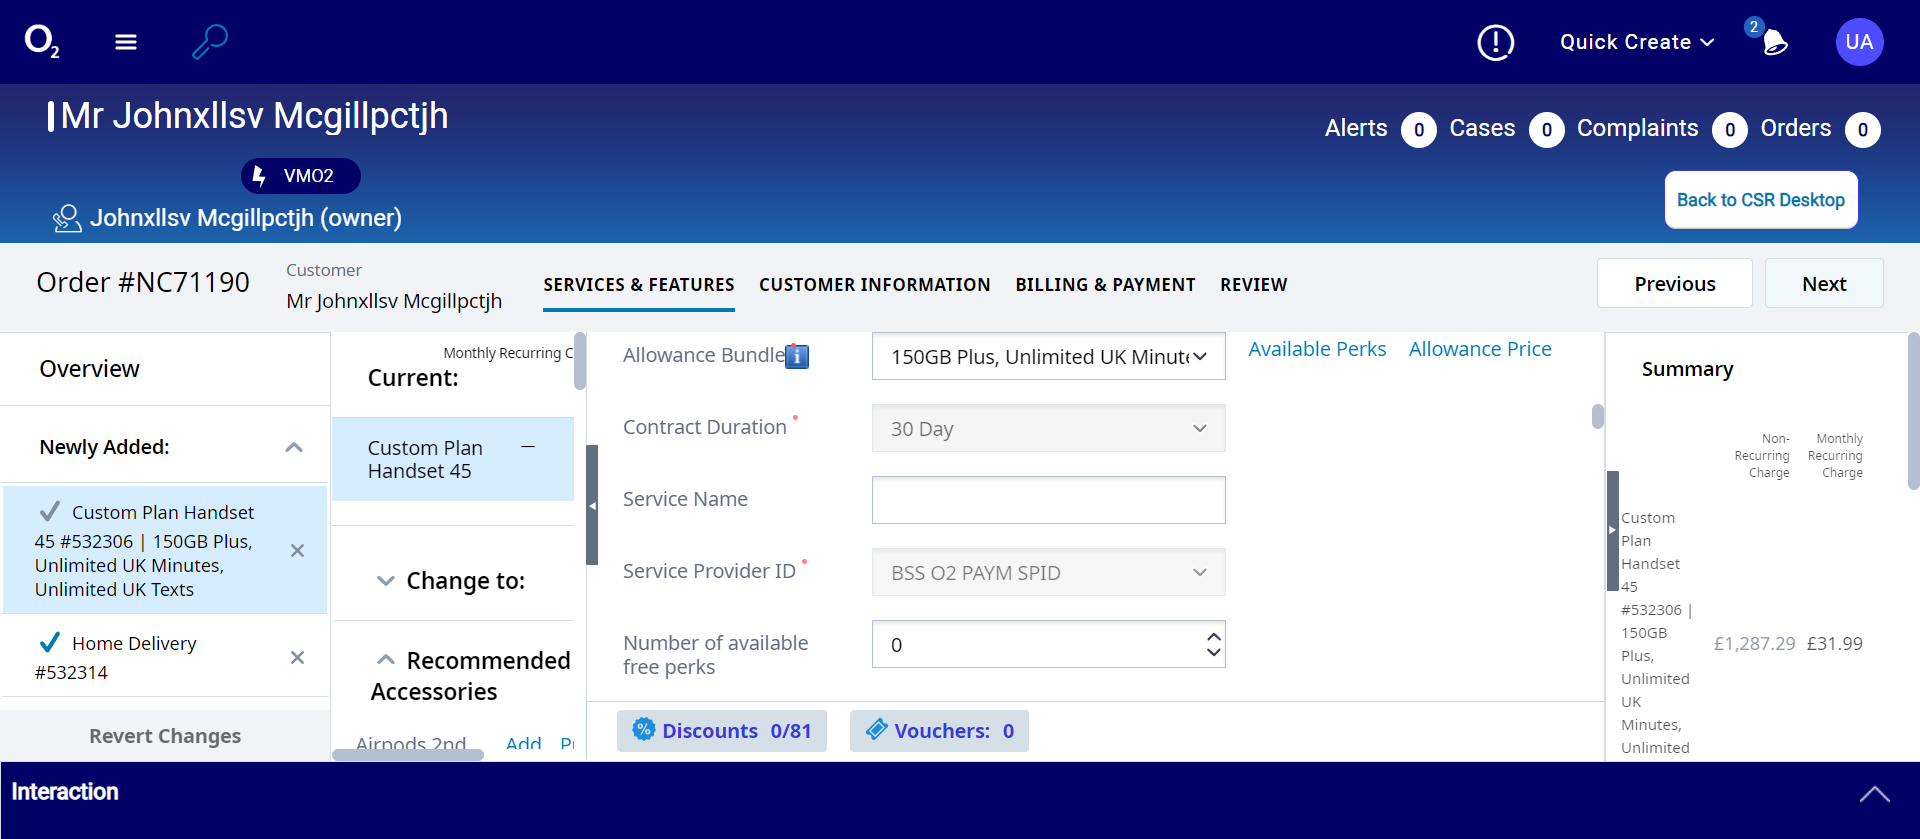 O2
Quick Create
2
UA
Mr Johnxllsv Mcgillpctjh
Alerts 0 Cases 0 Complaints 0 Orders 0
VMO2
Johnxllsv Mcgillpctjh (owner)
Back to CSR Desktop
Order #NC71190
Customer
Mr Johnxllsv Mcgillpctjh
SERVICES & FEATURES
CUSTOMER INFORMATION
BILLING & PAYMENT
REVIEW
Previous
Next
Overview
Newly Added:
Custom Plan Handset
45 #532306 | 150GB Plus,
Unlimited UK Minutes,
Unlimited UK Texts
Home Delivery
#532314
Revert Changes
Monthly Recurring C
Current:
Custom Plan
Handset 45
Change to:
Recommended
Accessories
Airpods 2nd
Add
Allowance Bundle
150GB Plus, Unlimited UK Minute
Available Perks
Allowance Price
Contract Duration
30 Day
Service Name
Service Provider ID
BSS O2 PAYM SPID
Number of available
free perks
0
Discounts 0/81
Vouchers: 0
Summary
Non-
Recurring
Charge
Monthly
Recurring
Charge
Custom
Plan
Handset
45
#532306 |
150GB
Plus,
Unlimited
UK
Minutes,
Unlimited
£1,287.29
£31.99
Interaction